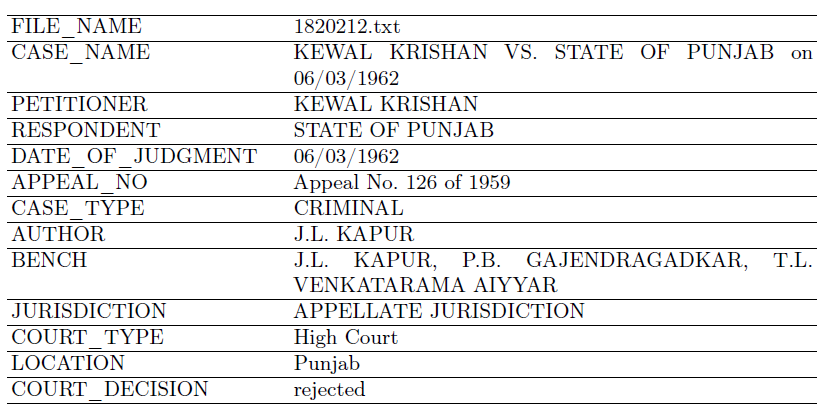 FILE_NAME 1820212.txt
CASE_NAME KEWAL KRISHAN VS. STATE OF PUNJAB on
06/03/1962
PETITIONER KEWAL KRISHAN
RESPONDENT STATE OF PUNJAB
DATE_OF_JUDGMENT 06/03/1962
APPEAL_NO Appeal No. 126 of 1959
CASE_TYPE CRIMINAL
AUTHOR J.L. KAPUR
BENCH J.L. KAPUR, P.B. GAJENDRAGADKAR, T.L.
VENKATARAMA AIYYAR
JURISDICTION APPELLATE JURISDICTION
COURT_TYPE High Court
LOCATION Punjab
COURT_DECISION rejected